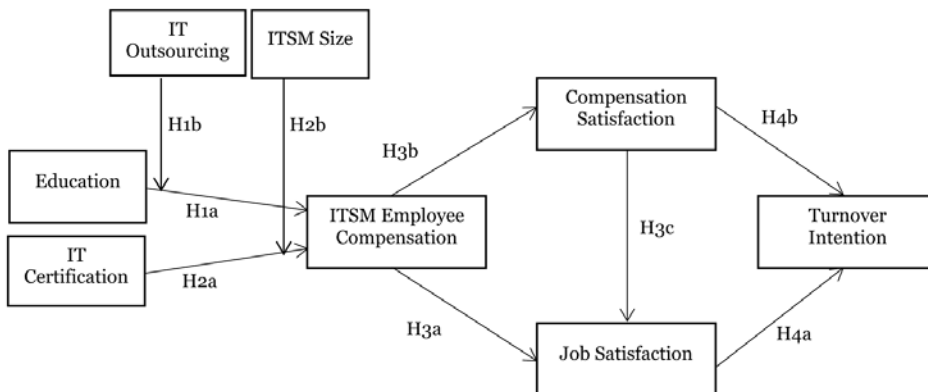 IT
Outsourcing
ITSM Size
H1b
H2b
Education
H1a
IT
Certification
H2a
ITSM Employee
Compensation
H3b
H3a
Compensation
Satisfaction
H3c
Job Satisfaction
H4b
H4a
Turnover
Intention